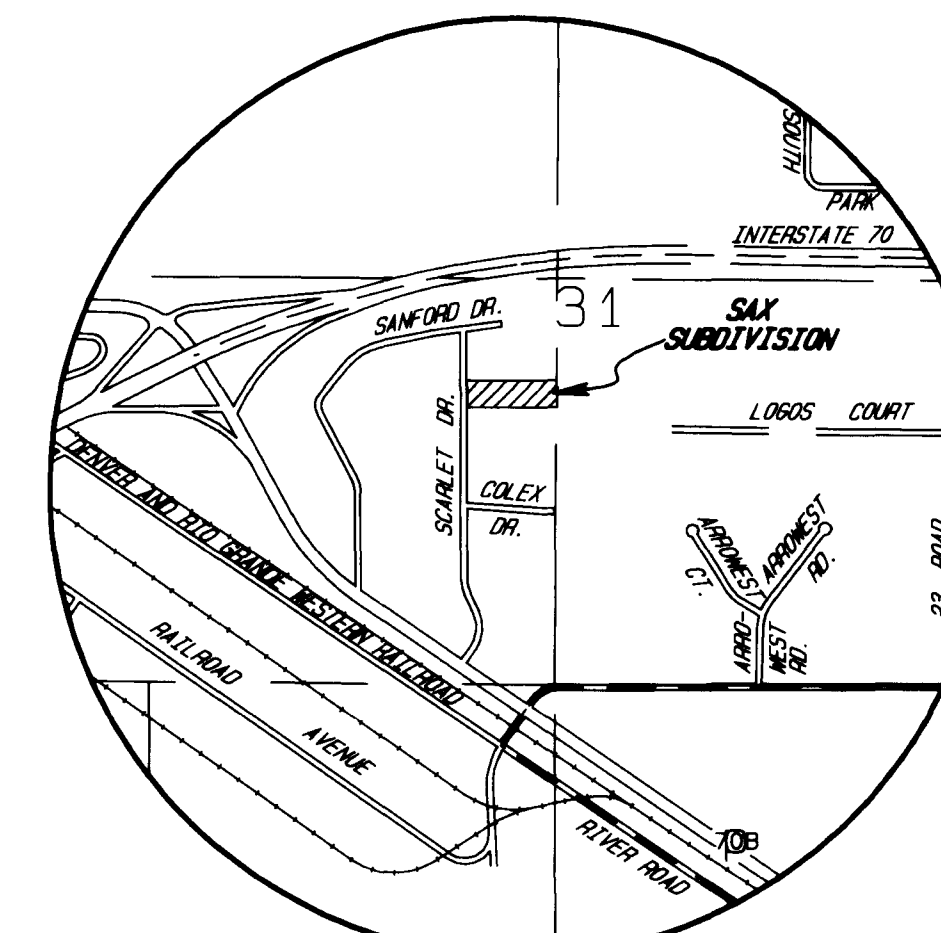 SOUTH
PARK
INTERSTATE 70
SANFORD DR.
31
SAX
SUBDIVISION
SCARLET DR.
LOGOS COURT
COLEX
DR.
ARROWEST
CT.
ARROWEST
RD.
ARRO-
WEST
RD.
23 ROAD
DENVER AND RIO GRANDE WESTERN RAILROAD
RAILROAD
AVENUE
RIVER ROAD
70B